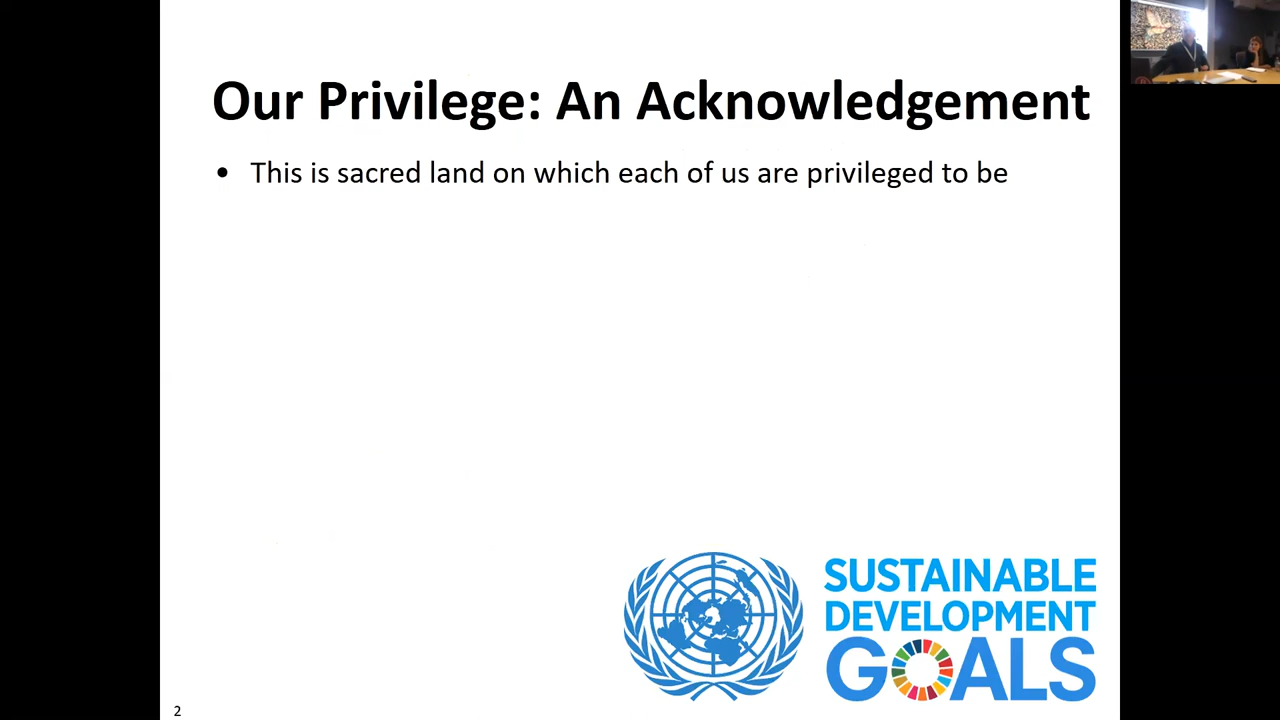 Our Privilege: An Acknowledgement
• This is sacred land on which each of us are privileged to be
SUSTAINABLE
DEVELOPMENT
GOALS
2